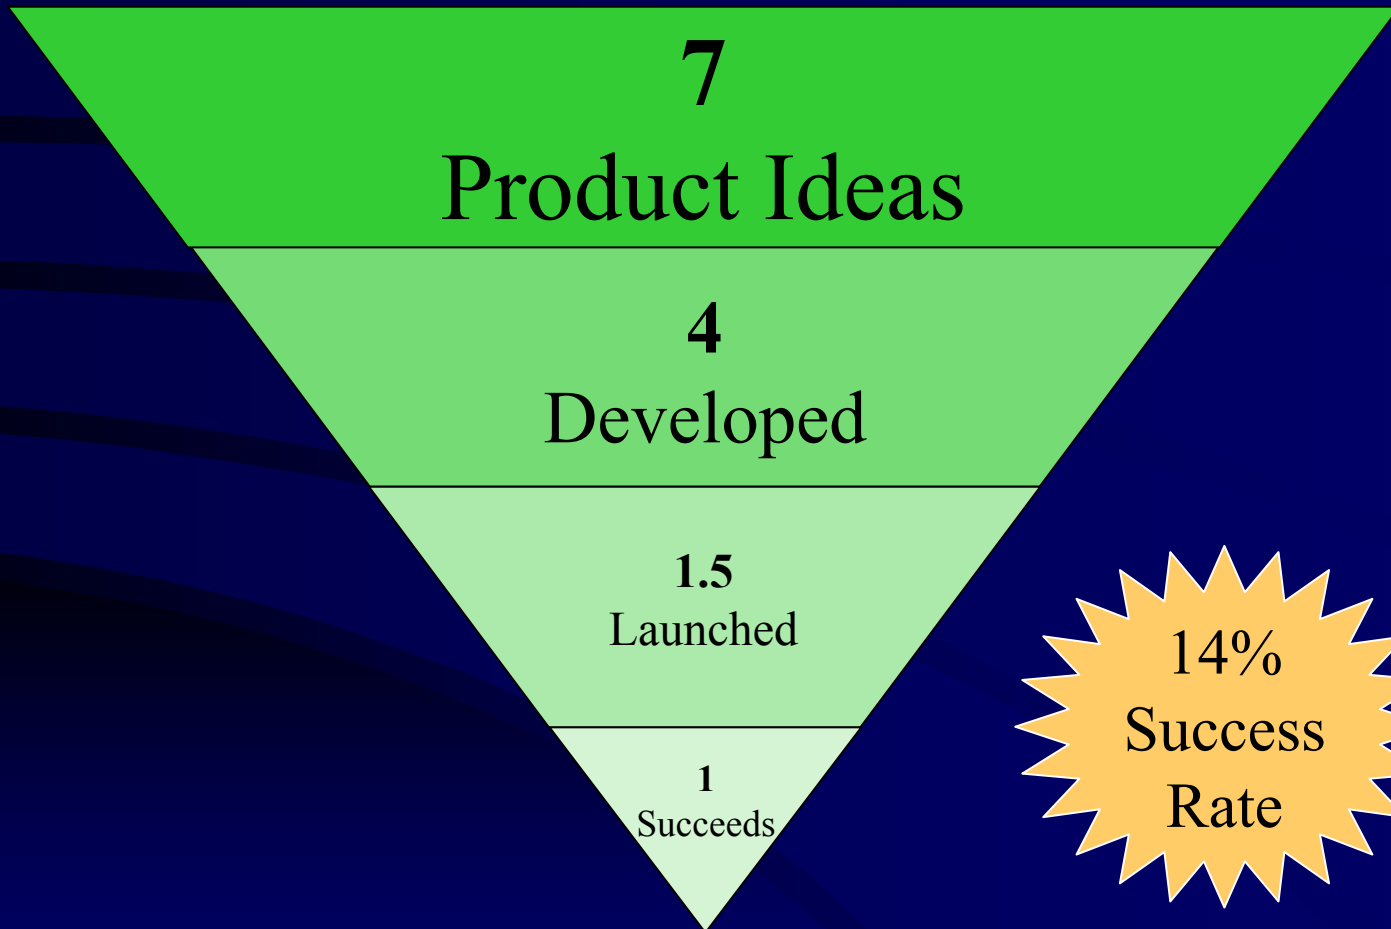 7
Product Ideas
4
Developed
1.5
Launched
1
Succeeds
14%
Success
Rate